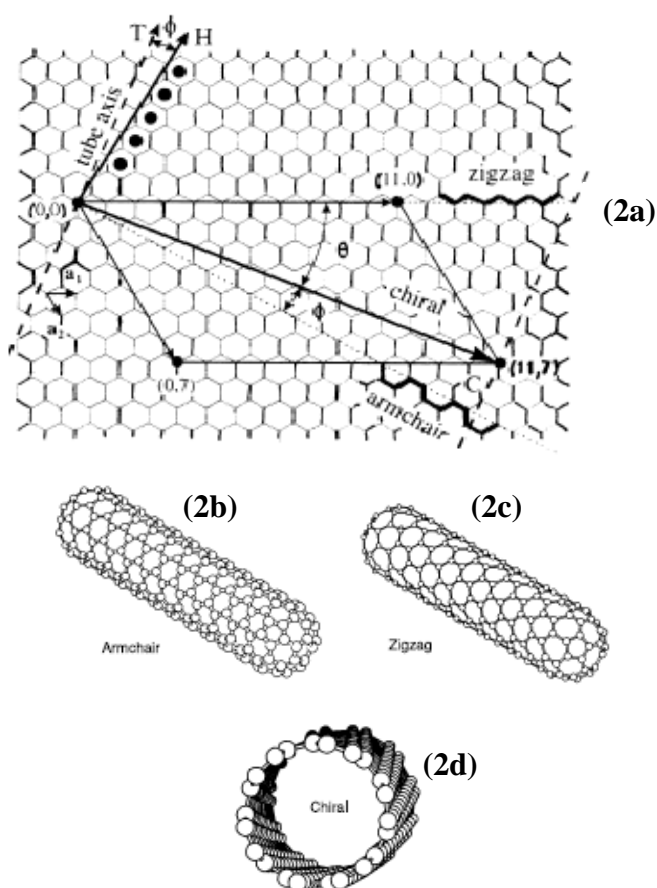 T ϕ H
tube axis
(0,0)
(11,0)
zigzag
(2a)
θ
a₁
a₂
ϕ
chiral
(0,7)
C
(11,7)
armchair
(2b)
(2c)
Armchair
Zigzag
(2d)
Chiral